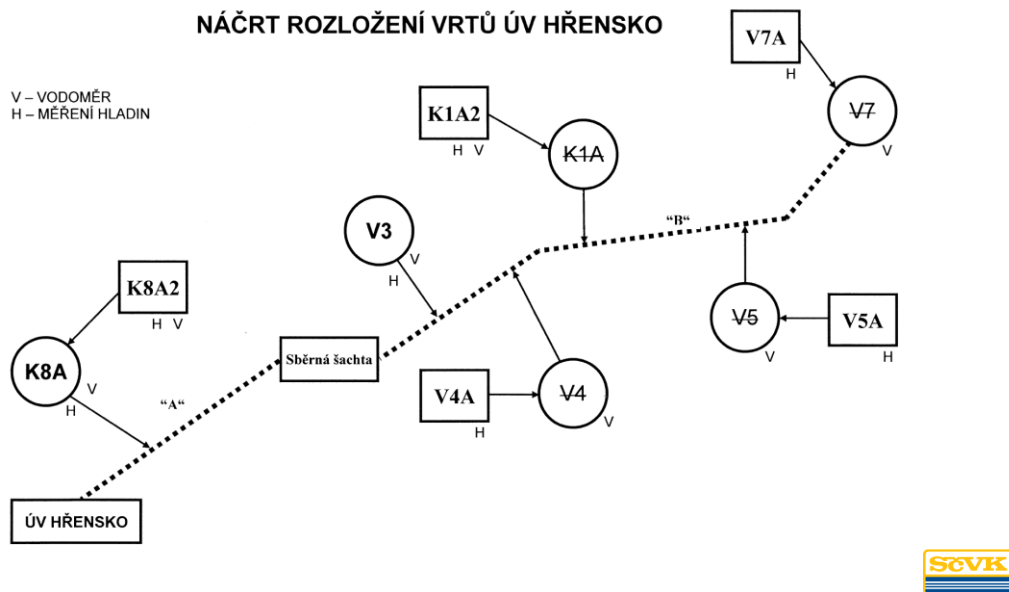 NÁČRT ROZLOŽENÍ VRTŮ ÚV HŘENSKO
V – VODOMĚR
H – MĚŘENÍ HLADIN
V7A
H
V7
V
K1A2
H V
K1A
V3
V
H
"B"
K8A2
H V
K8A
V
H
"A"
Sběrná šachta
V4A
H
V4
V
V5
V
V5A
H
ÚV HŘENSKO
SčVK